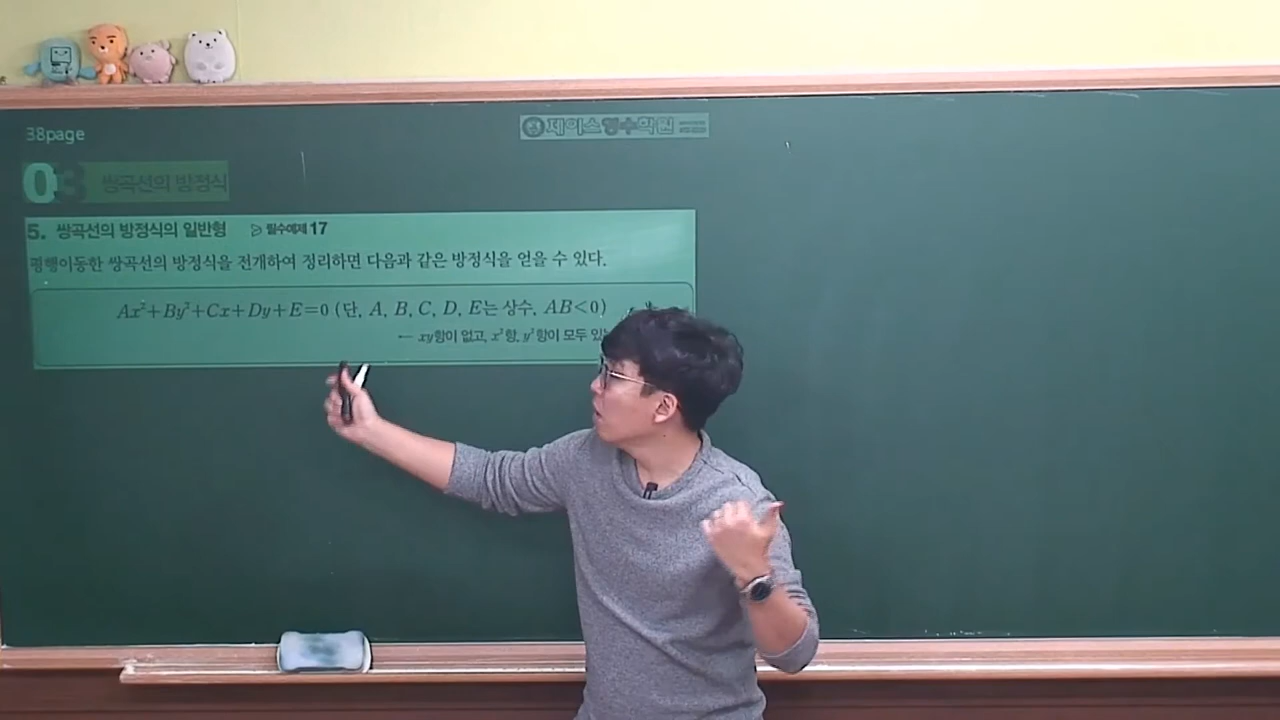 38page
제이스영수학원
03 쌍곡선의 방정식
5. 쌍곡선의 방정식의 일반형 ▷ 필수예제 17
평행이동한 쌍곡선의 방정식을 전개하여 정리하면 다음과 같은 방정식을 얻을 수 있다.
Ax²+By²+Cx+Dy+E=0 (단, A, B, C, D, E는 상수, AB<0)
← xy항이 없고, x²항, y²항이 모두